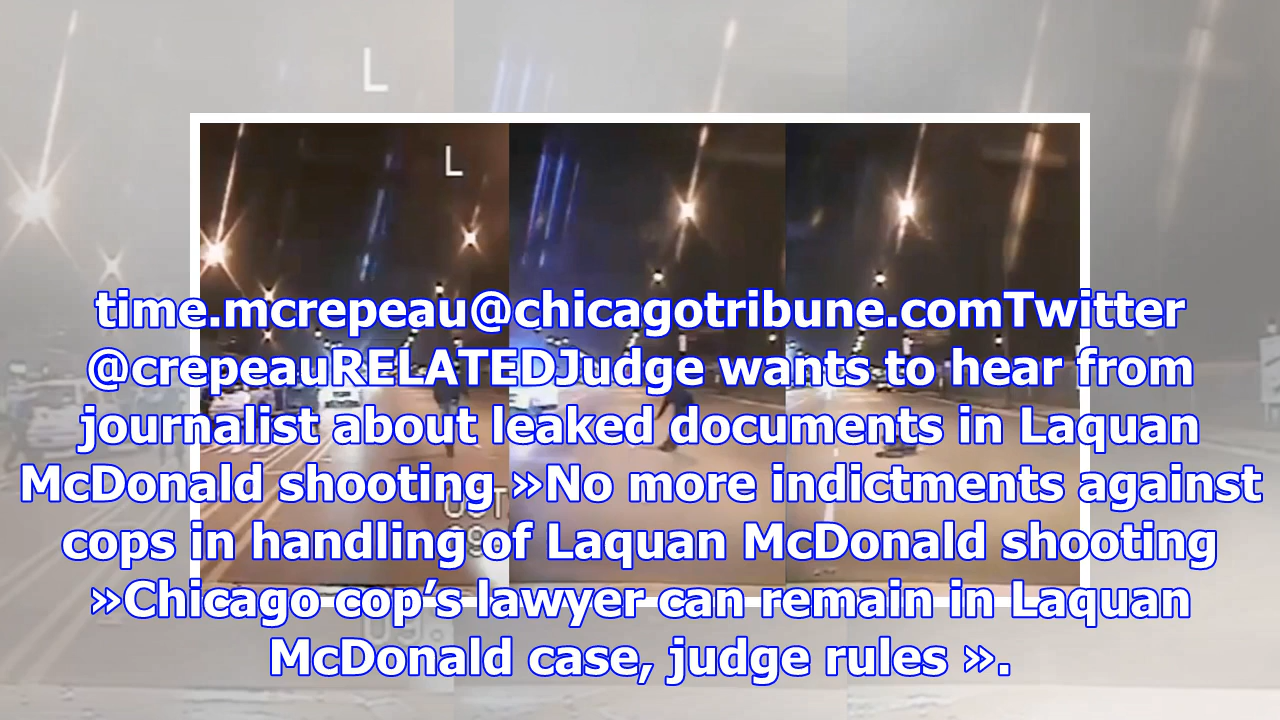 L
L
time.mcrepeau@chicagotribune.comTwitter
@crepeauRELATEDJudge wants to hear from
journalist about leaked documents in Laquan
McDonald shooting »No more indictments against
cops in handling of Laquan McDonald shooting
»Chicago cop’s lawyer can remain in Laquan
McDonald case, judge rules ».